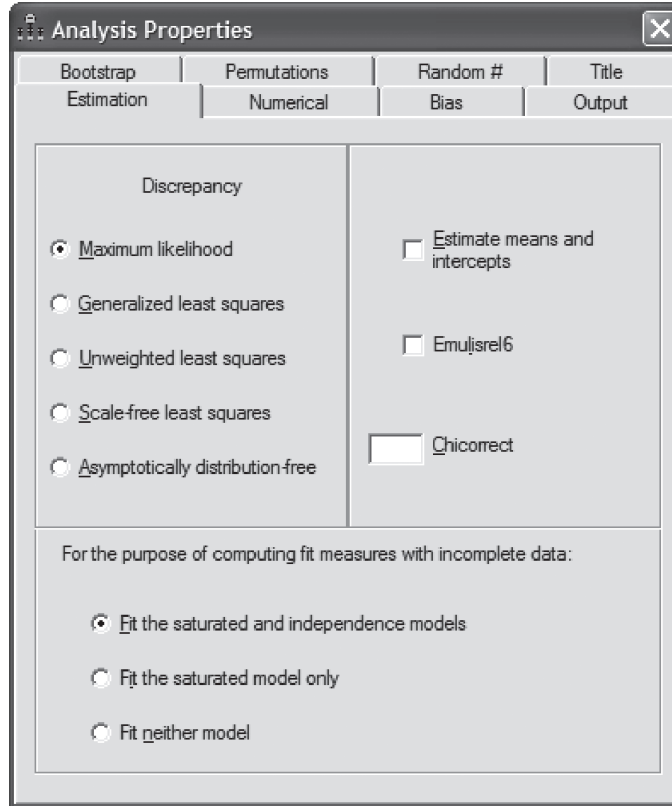 Analysis Properties
Bootstrap Permutations Random # Title
Estimation Numerical Bias Output
Discrepancy
Maximum likelihood
Generalized least squares
Unweighted least squares
Scale-free least squares
Asymptotically distribution-free
Estimate means and
intercepts
Emulisrel6
Chicorrect
For the purpose of computing fit measures with incomplete data:
Fit the saturated and independence models
Fit the saturated model only
Fit neither model